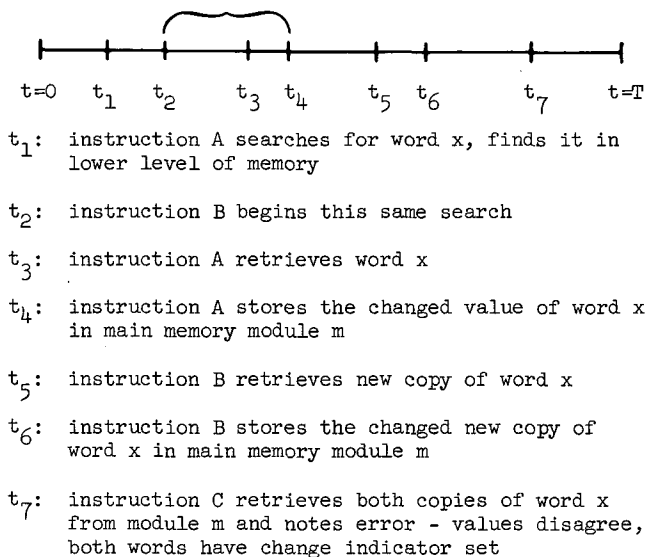 t=0 t₁ t₂ t₃ t₄ t₅ t₆ t₇ t=T
t₁: instruction A searches for word x, finds it in
lower level of memory
t₂: instruction B begins this same search
t₃: instruction A retrieves word x
t₄: instruction A stores the changed value of word x
in main memory module m
t₅: instruction B retrieves new copy of word x
t₆: instruction B stores the changed new copy of
word x in main memory module m
t₇: instruction C retrieves both copies of word x
from module m and notes error - values disagree,
both words have change indicator set